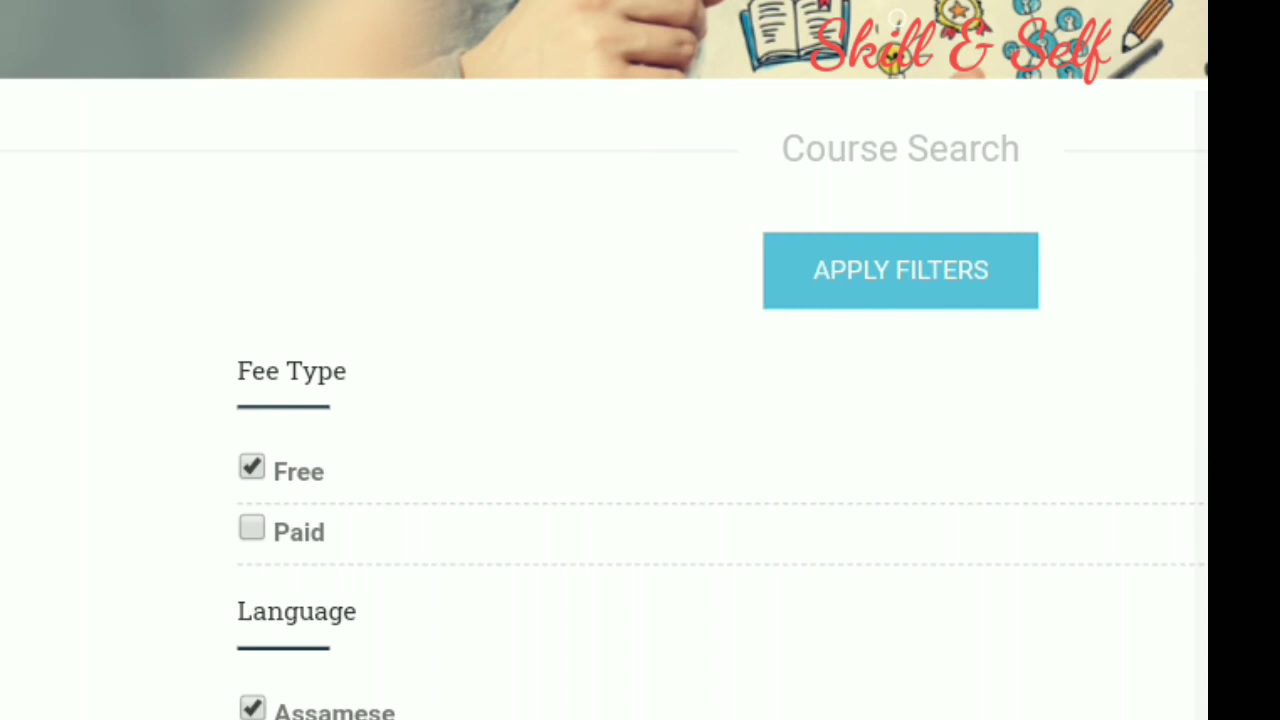 Skill & Self
Course Search
APPLY FILTERS
Fee Type
Free
Paid
Language
Assamese